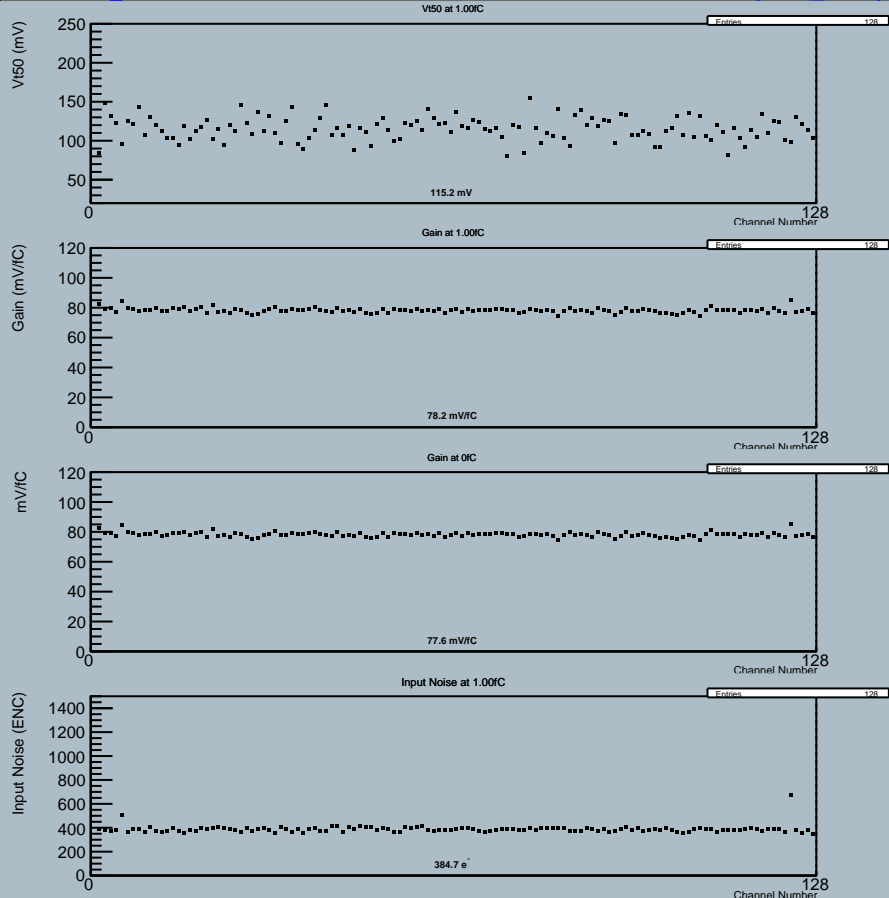 Vt50 at 1.00fC
Entries 128
Vt50 (mV)
250
200
150
100
50
115.2 mV
0 128
Channel Number
Gain at 1.00fC
Entries 128
Gain (mV/fC)
120
100
80
60
40
20
0
78.2 mV/fC
0 128
Channel Number
Gain at 0fC
Entries 128
mV/fC
120
100
80
60
40
20
0
77.6 mV/fC
0 128
Channel Number
Input Noise at 1.00fC
Entries 128
Input Noise (ENC)
1400
1200
1000
800
600
400
200
0
384.7 e⁻
0 128
Channel Number